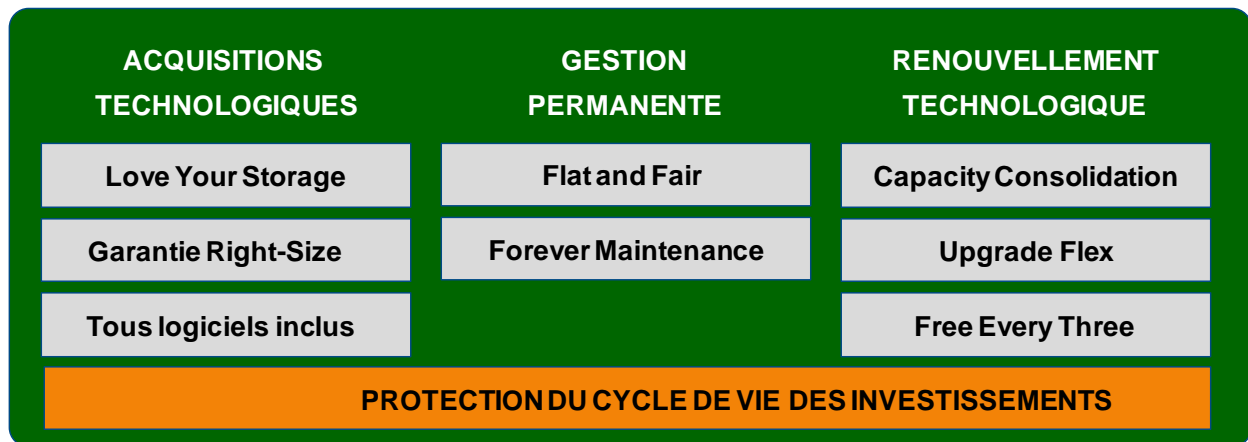 ACQUISITIONS
TECHNOLOGIQUES
Love Your Storage
Garantie Right-Size
Tous logiciels inclus
GESTION
PERMANENTE
Flat and Fair
Forever Maintenance
RENOUVELLEMENT
TECHNOLOGIQUE
Capacity Consolidation
Upgrade Flex
Free Every Three
PROTECTION DU CYCLE DE VIE DES INVESTISSEMENTS